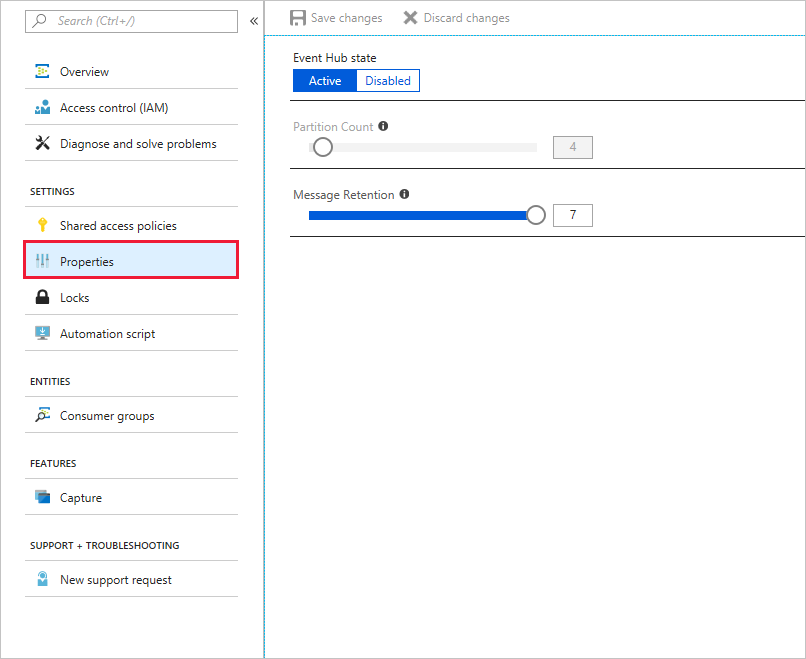 Search (Ctrl+/)
«
Overview
Access control (IAM)
Diagnose and solve problems
SETTINGS
Shared access policies
Properties
Locks
Automation script
ENTITIES
Consumer groups
FEATURES
Capture
SUPPORT + TROUBLESHOOTING
New support request
Save changes Discard changes
Event Hub state
Active Disabled
Partition Count
4
Message Retention
7